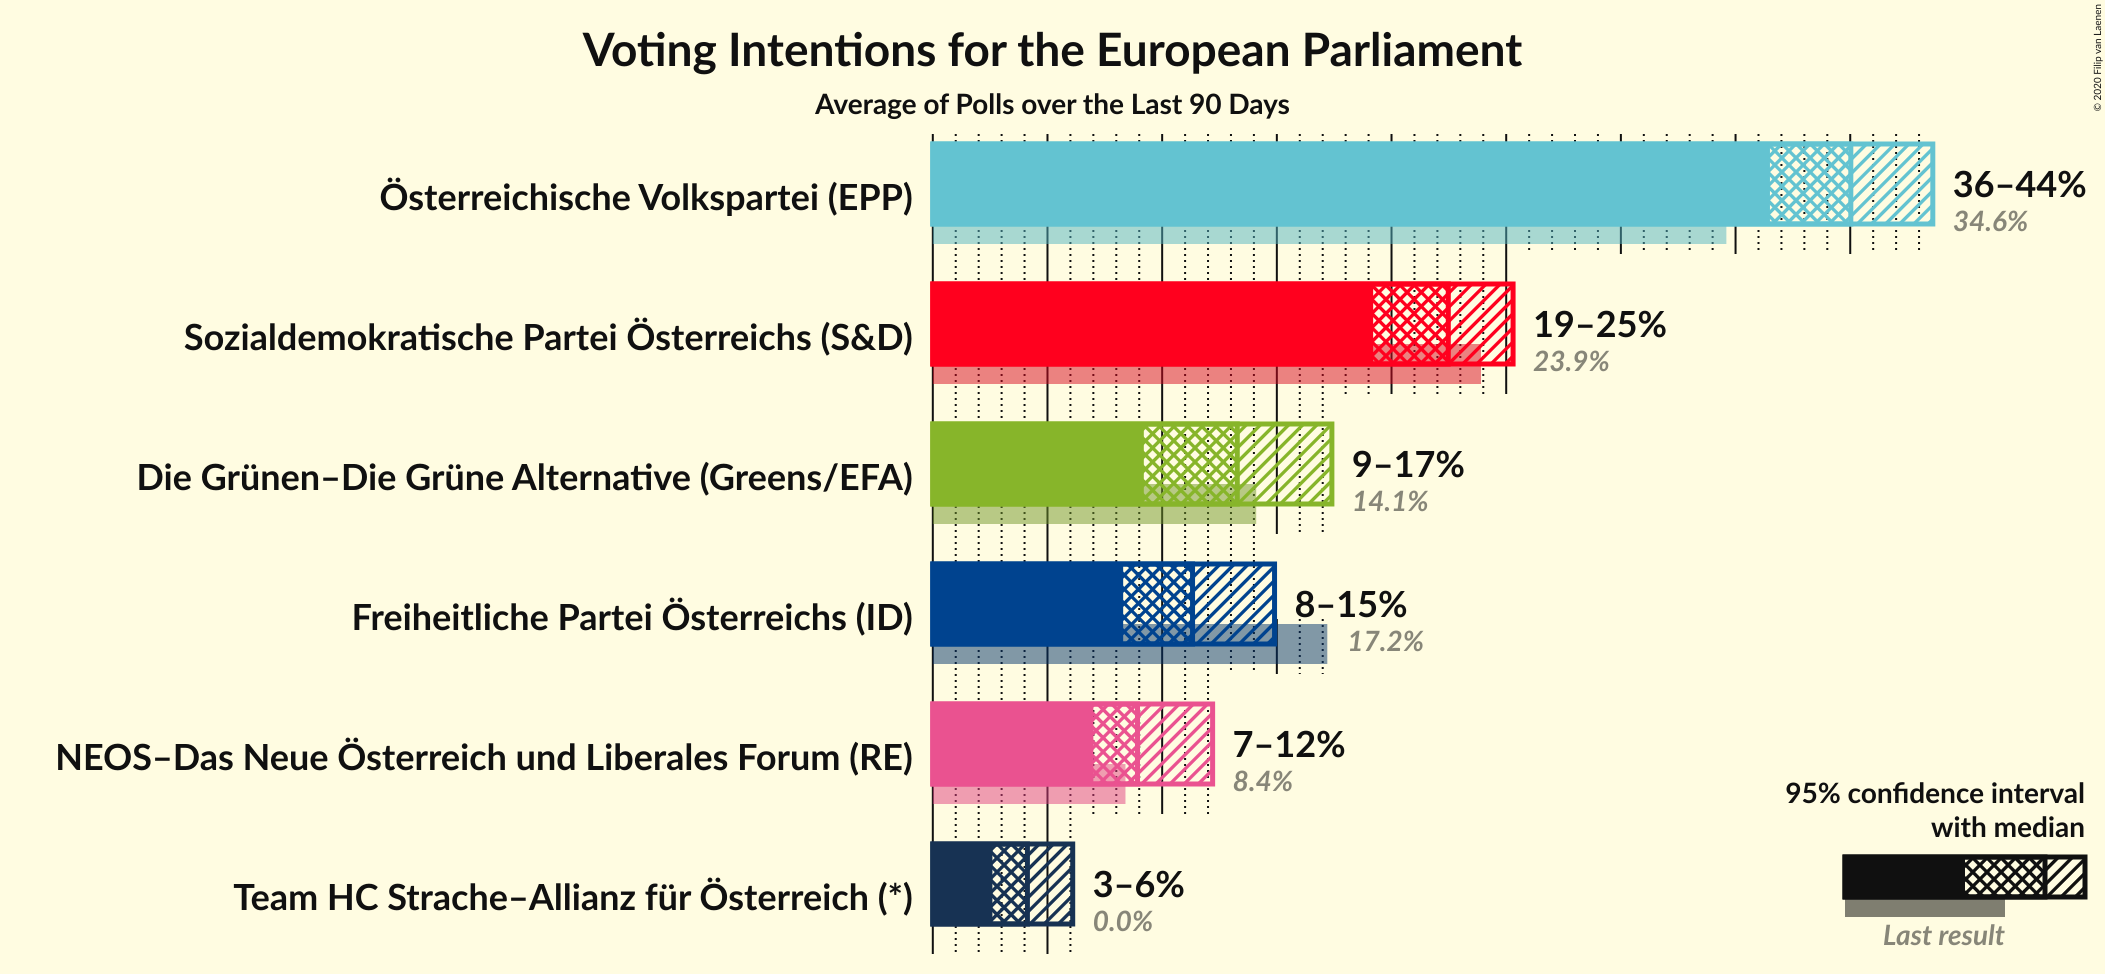 Voting Intentions for the European Parliament
Average of Polls over the Last 90 Days
© 2020 Filip van Laenen
Österreichische Volkspartei (EPP)
36–44%
34.6%
Sozialdemokratische Partei Österreichs (S&D)
19–25%
23.9%
Die Grünen–Die Grüne Alternative (Greens/EFA)
9–17%
14.1%
Freiheitliche Partei Österreichs (ID)
8–15%
17.2%
NEOS–Das Neue Österreich und Liberales Forum (RE)
7–12%
8.4%
Team HC Strache–Allianz für Österreich (*)
3–6%
0.0%
95% confidence interval
with median
Last result